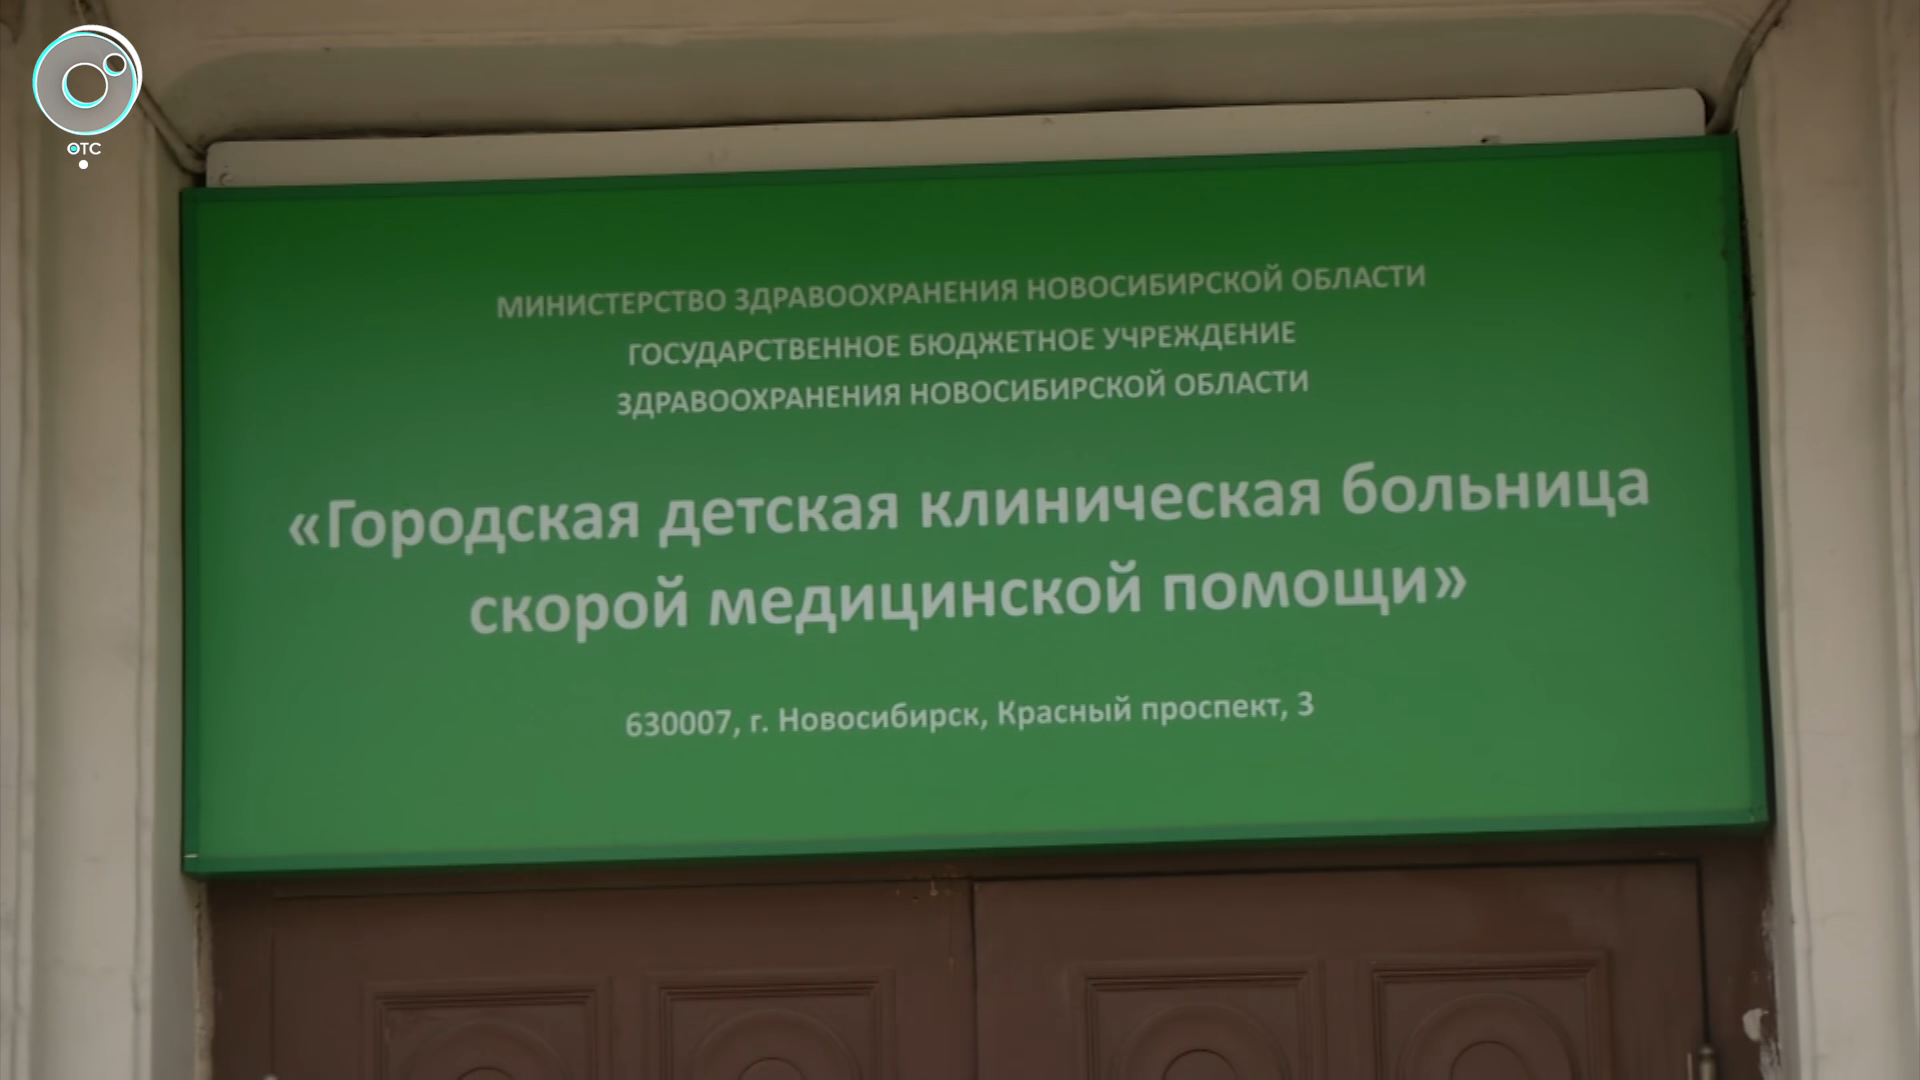 ОТС
МИНИСТЕРСТВО ЗДРАВООХРАНЕНИЯ НОВОСИБИРСКОЙ ОБЛАСТИ
ГОСУДАРСТВЕННОЕ БЮДЖЕТНОЕ УЧРЕЖДЕНИЕ
ЗДРАВООХРАНЕНИЯ НОВОСИБИРСКОЙ ОБЛАСТИ
«Городская детская клиническая больница
скорой медицинской помощи»
630007, г. Новосибирск, Красный проспект, 3